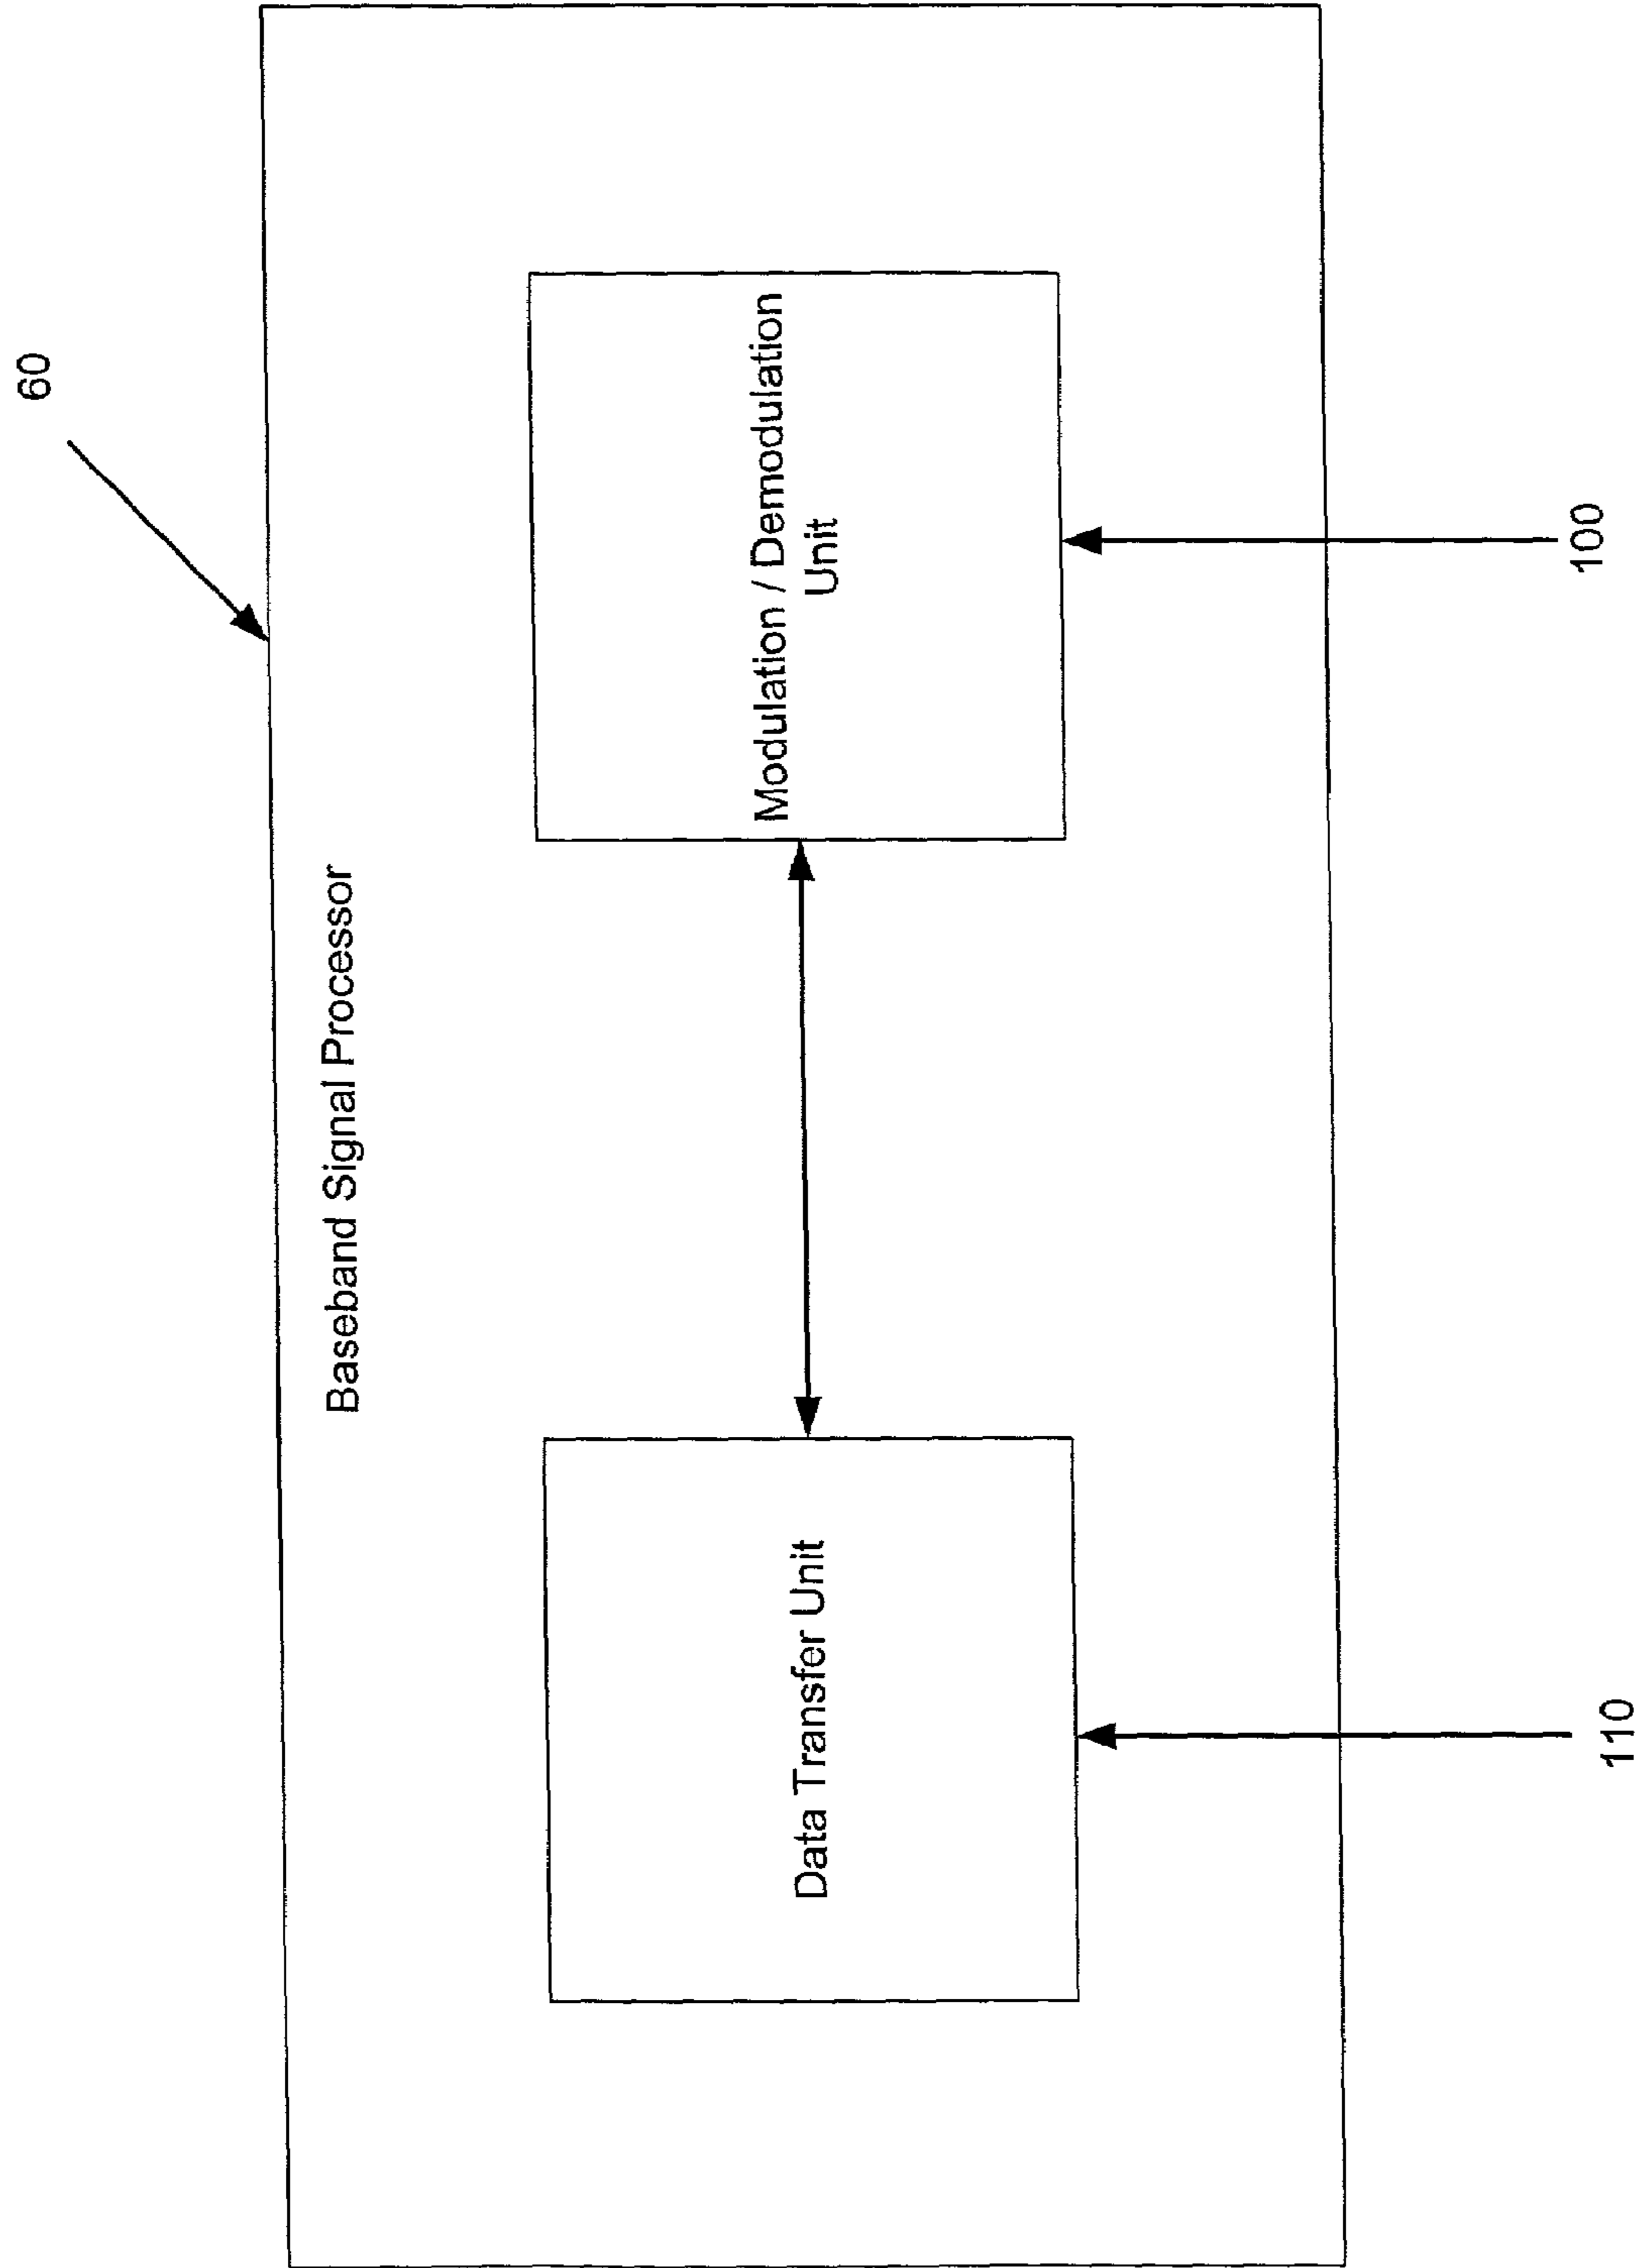 60
Baseband Signal Processor
Data Transfer Unit
Modulation / Demodulation
Unit
110
100